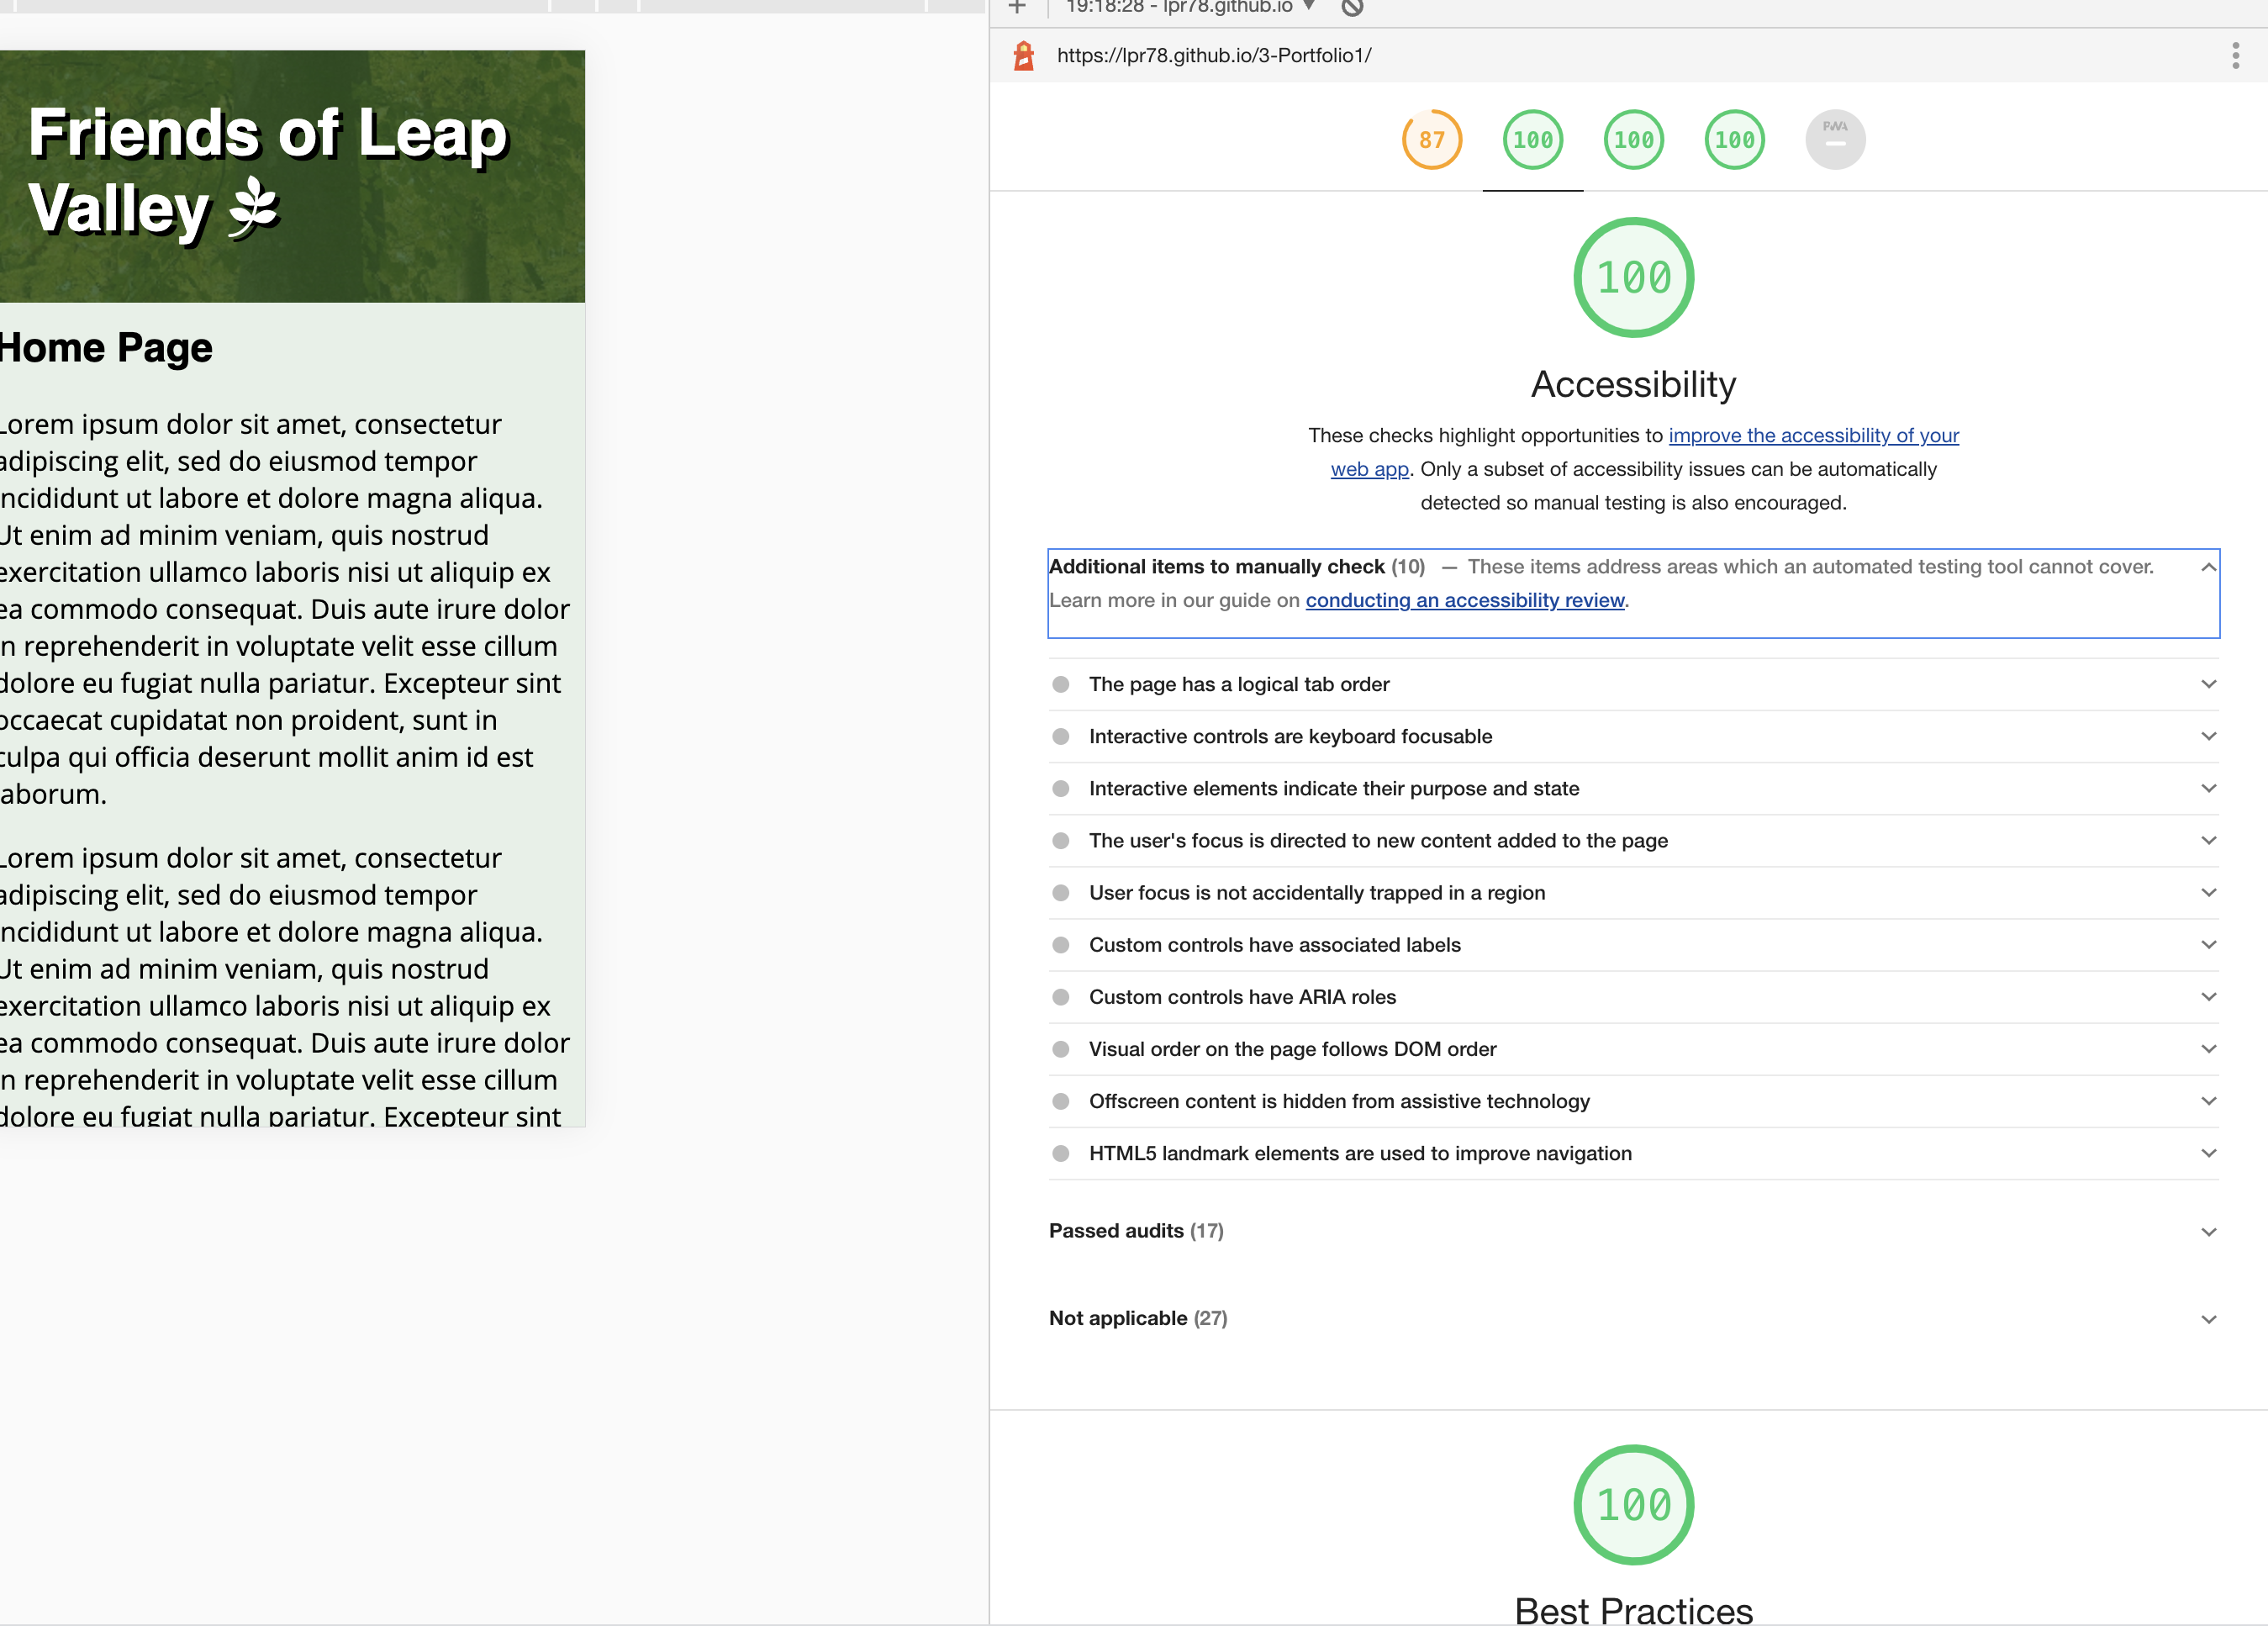 Friends of Leap
Valley
Home Page
Lorem ipsum dolor sit amet, consectetur
adipiscing elit, sed do eiusmod tempor
incididunt ut labore et dolore magna aliqua.
Ut enim ad minim veniam, quis nostrud
exercitation ullamco laboris nisi ut aliquip ex
ea commodo consequat. Duis aute irure dolor
in reprehenderit in voluptate velit esse cillum
dolore eu fugiat nulla pariatur. Excepteur sint
occaecat cupidatat non proident, sunt in
culpa qui officia deserunt mollit anim id est
laborum.
Lorem ipsum dolor sit amet, consectetur
adipiscing elit, sed do eiusmod tempor
incididunt ut labore et dolore magna aliqua.
Ut enim ad minim veniam, quis nostrud
exercitation ullamco laboris nisi ut aliquip ex
ea commodo consequat. Duis aute irure dolor
in reprehenderit in voluptate velit esse cillum
dolore eu fugiat nulla pariatur. Excepteur sint
19:18:28 - lpr78.github.io
https://lpr78.github.io/3-Portfolio1/
87 100 100 100 PWA
100
Accessibility
These checks highlight opportunities to improve the accessibility of your
web app. Only a subset of accessibility issues can be automatically
detected so manual testing is also encouraged.
Additional items to manually check (10) — These items address areas which an automated testing tool cannot cover.
Learn more in our guide on conducting an accessibility review.
The page has a logical tab order
Interactive controls are keyboard focusable
Interactive elements indicate their purpose and state
The user's focus is directed to new content added to the page
User focus is not accidentally trapped in a region
Custom controls have associated labels
Custom controls have ARIA roles
Visual order on the page follows DOM order
Offscreen content is hidden from assistive technology
HTML5 landmark elements are used to improve navigation
Passed audits (17)
Not applicable (27)
100
Best Practices